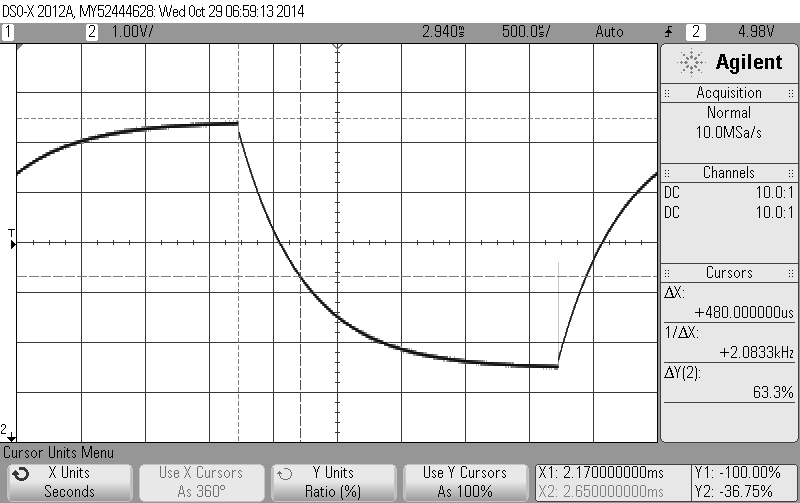 DSO-X 2012A, MY52444628: Wed Oct 29 06:59:13 2014
1 2 1.00V/ 2.940s 500.0s/ Auto 2 4.98V
Agilent
Acquisition
Normal
10.0MSa/s
Channels
DC 10.0:1
DC 10.0:1
Cursors
ΔX:
+480.000000us
1/ΔX:
+2.0833kHz
ΔY(2):
63.3%
T
2
Cursor Units Menu
X Units
Seconds
Use X Cursors
As 360°
Y Units
Ratio (%)
Use Y Cursors
As 100%
X1: 2.170000000ms
X2: 2.650000000ms
Y1: -100.00%
Y2: -36.75%